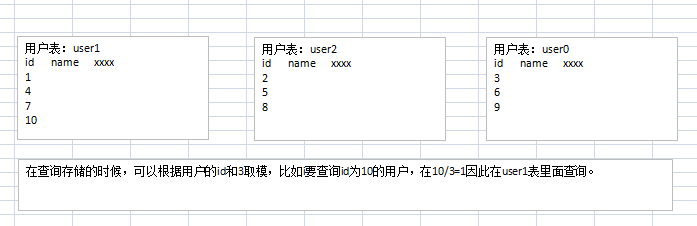 用户表：user1
id name xxxx
1
4
7
10
用户表：user2
id name xxxx
2
5
8
用户表：user0
id name xxxx
3
6
9
在查询存储的时候，可以根据用户的id和3取模，比如i要查询id为10的用户，在10/3=1因此在user1表里面查询。